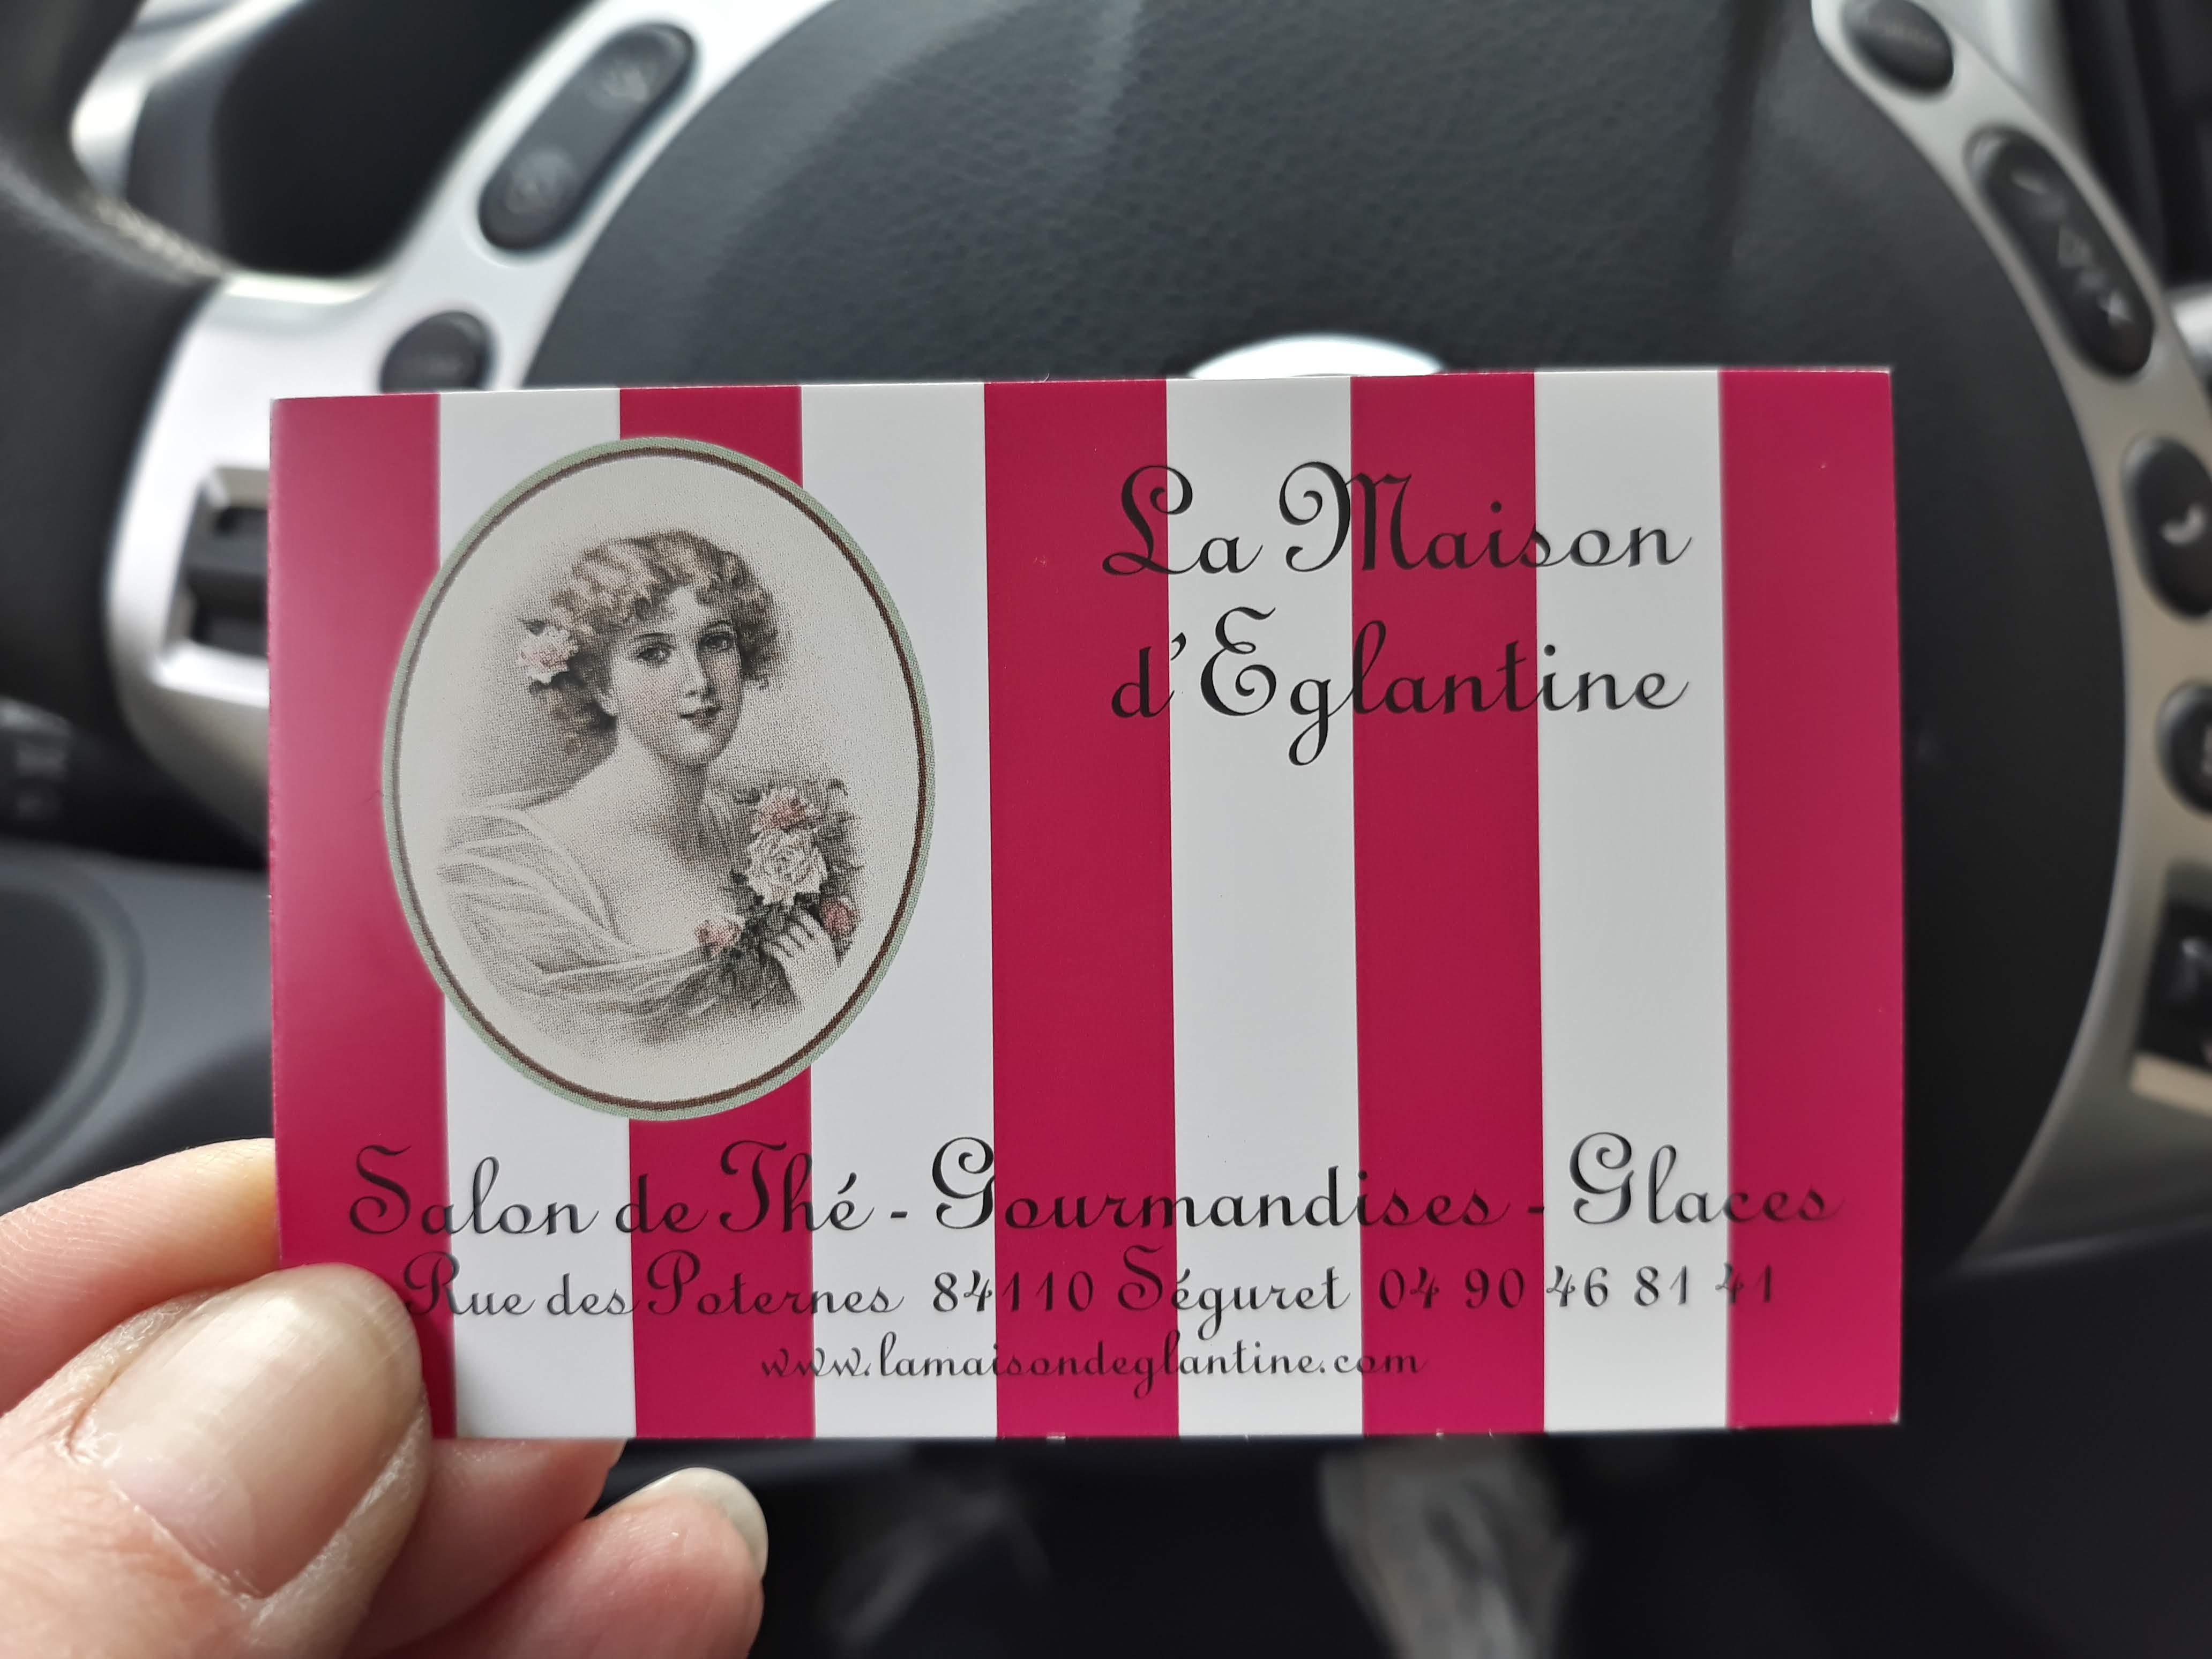 La Maison
d'Eglantine
Salon de Thé - Gourmandises - Glaces
Rue des Poternes 84110 Séguret 04 90 46 81 41
www.lamaisondeglantine.com